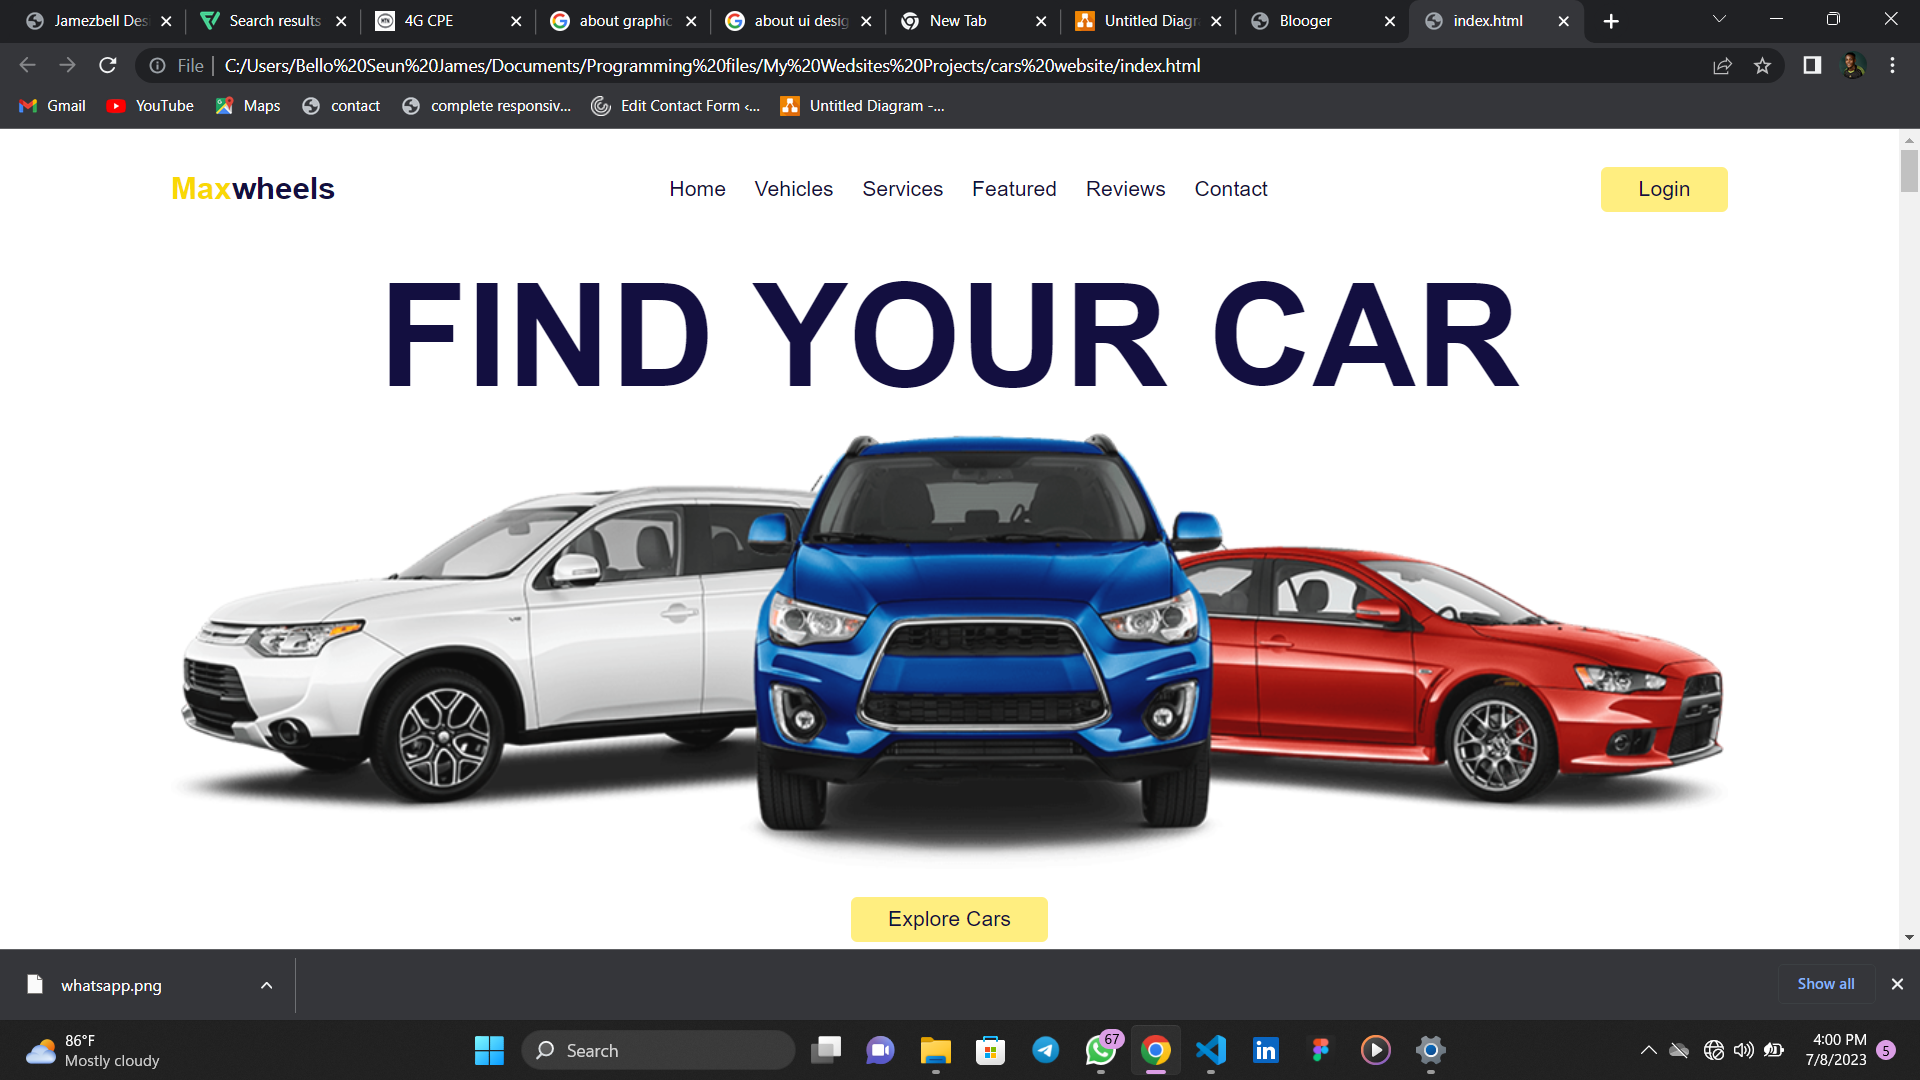 Jamezbell Des
Search results
4G CPE
about graphic
about ui desig
New Tab
Untitled Diagr
Blooger
index.html
File
C:/Users/Bello%20Seun%20James/Documents/Programming%20files/My%20Wedsites%20Projects/cars%20website/index.html
Gmail
YouTube
Maps
contact
complete responsiv...
Edit Contact Form <...
Untitled Diagram -...
Maxwheels
Home
Vehicles
Services
Featured
Reviews
Contact
Login
FIND YOUR CAR
Explore Cars
whatsapp.png
Show all
86°F
Mostly cloudy
Search
67
4:00 PM
7/8/2023
5